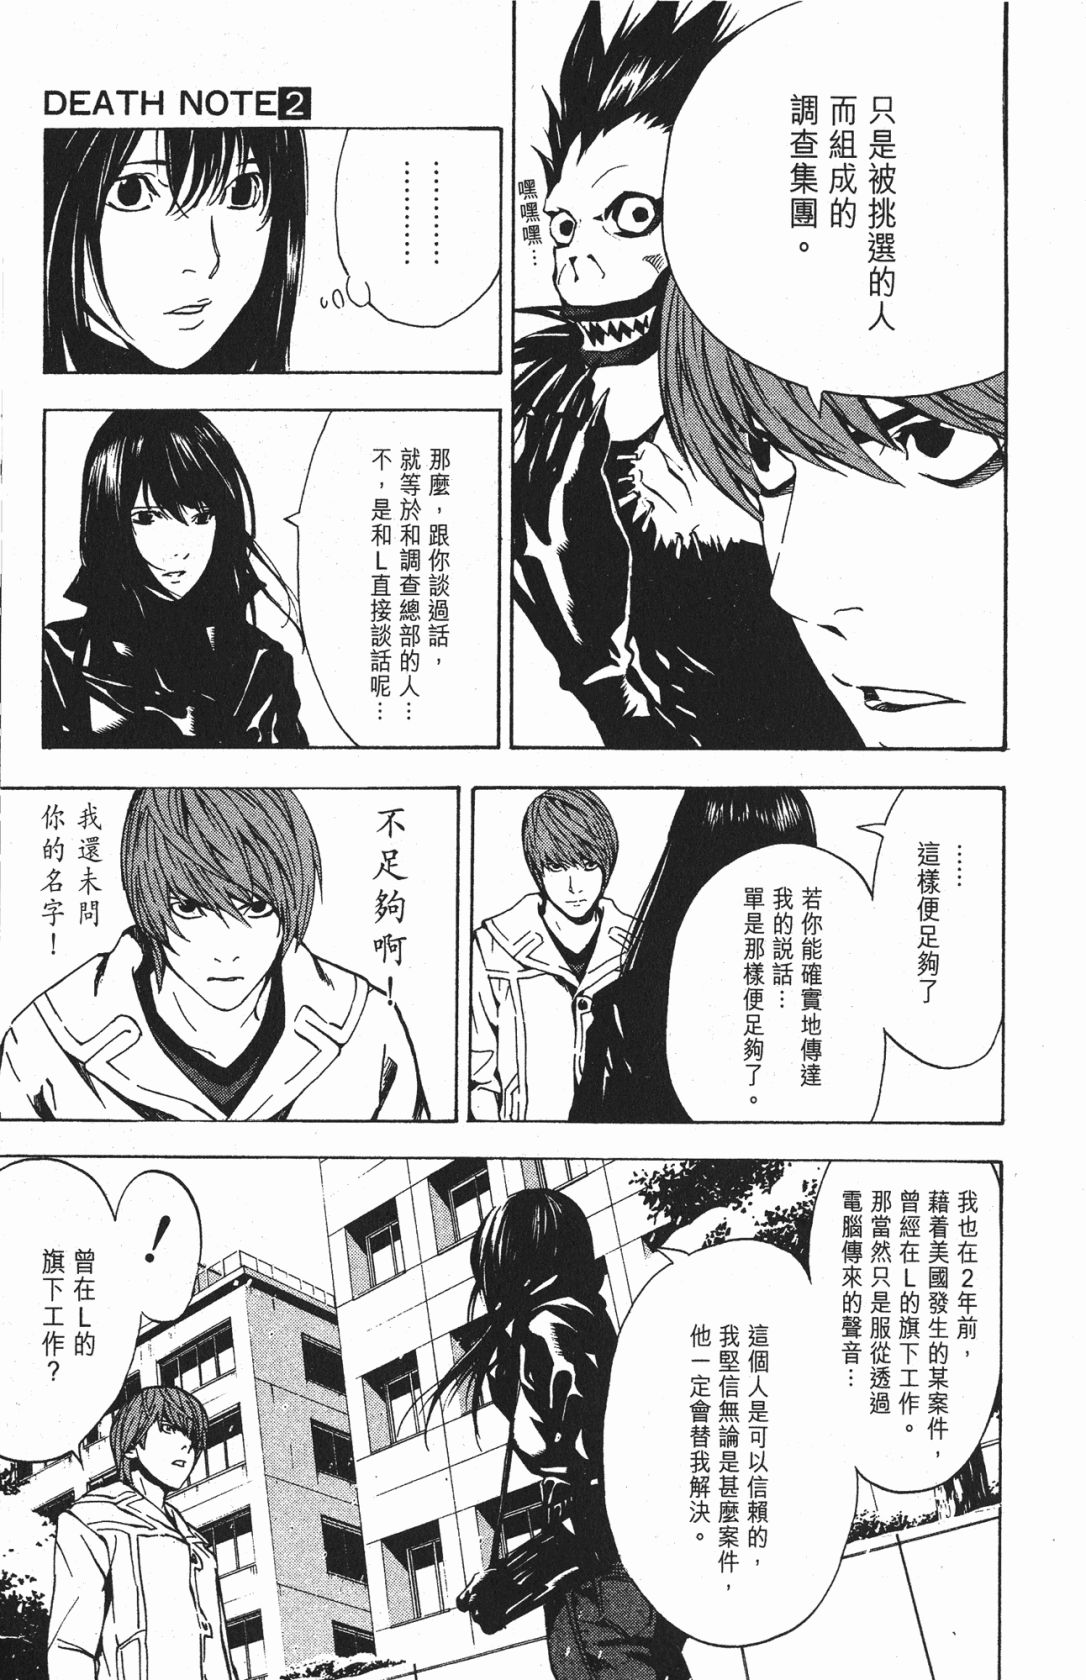 DEATH NOTE2
只是被挑選的人
而組成的
調查集團。
嘿嘿嘿…
…………
…………
那麼，跟你談過話，
就等於和調查總部的人…
不，是和L直接談話呢…
……
這樣便足夠了
若你能確實地傳達
我的說話…
單是那樣便足夠了。
不足夠啊！
我還未問
你的名字！
我也在2年前，
藉着美國發生的某案件，
曾經在L的旗下工作。
那當然只是服從透過
電腦傳來的聲音…
這個人是可以信賴的，
我堅信無論是甚麼案件，
他一定會替我解決。
！
曾在L的
旗下工作？